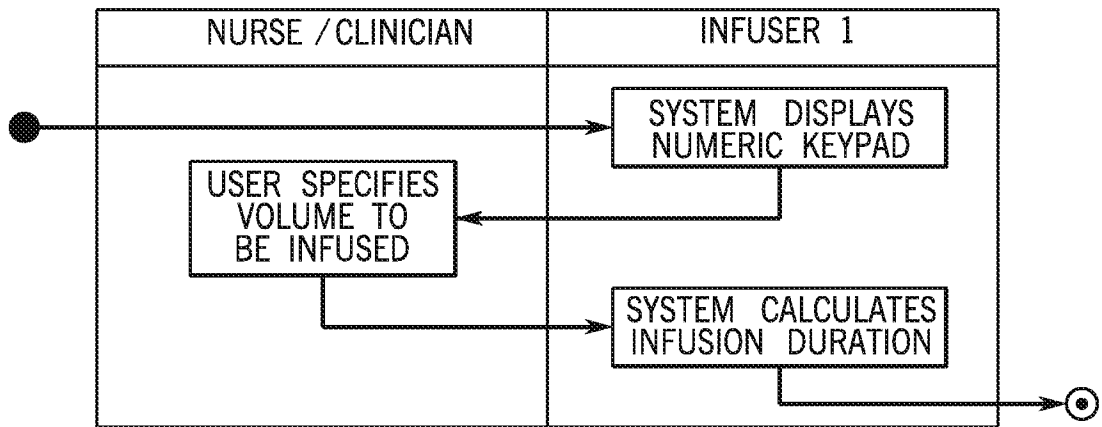 NURSE / CLINICIAN
INFUSER 1
SYSTEM DISPLAYS
NUMERIC KEYPAD
USER SPECIFIES
VOLUME TO
BE INFUSED
SYSTEM CALCULATES
INFUSION DURATION